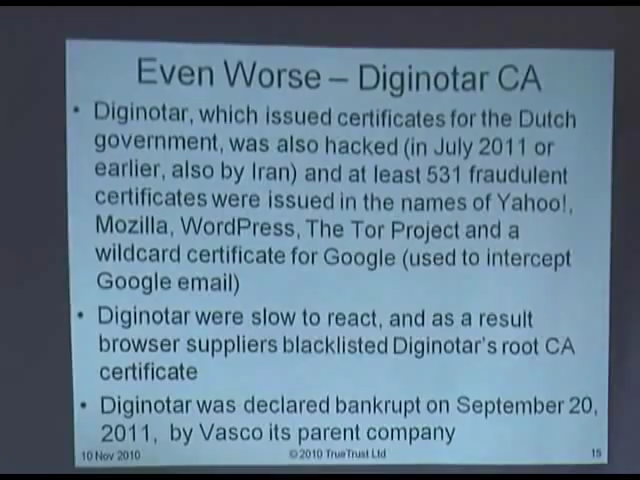 Even Worse – Diginotar CA
• Diginotar, which issued certificates for the Dutch
government, was also hacked (in July 2011 or
earlier, also by Iran) and at least 531 fraudulent
certificates were issued in the names of Yahoo!,
Mozilla, WordPress, The Tor Project and a
wildcard certificate for Google (used to intercept
Google email)
• Diginotar were slow to react, and as a result
browser suppliers blacklisted Diginotar's root CA
certificate
• Diginotar was declared bankrupt on September 20,
2011, by Vasco its parent company
10 Nov 2010 © 2010 TrueTrust Ltd 15